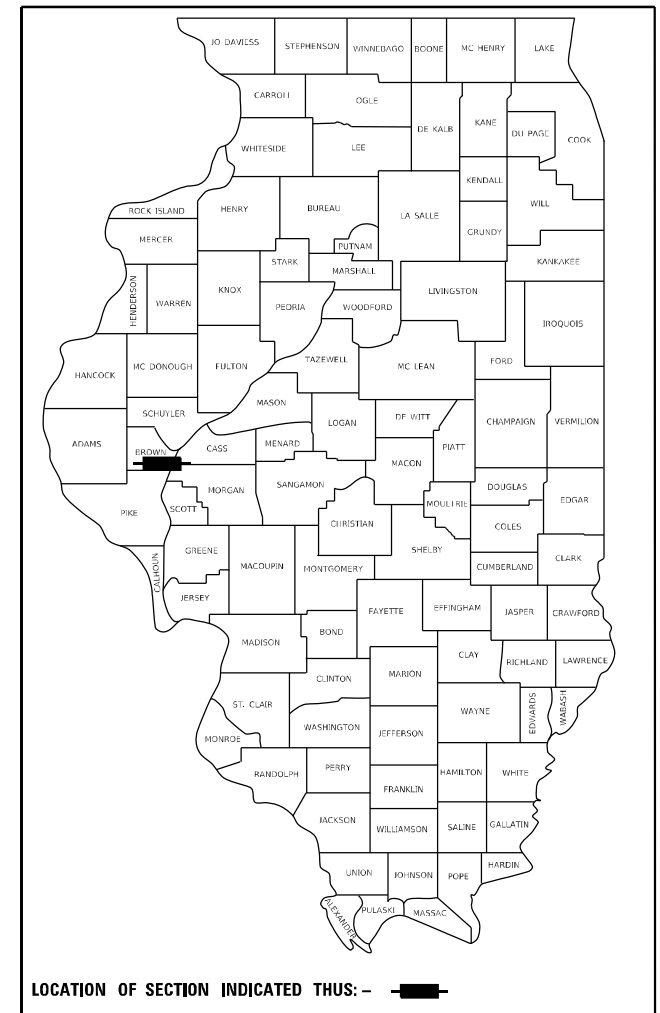 JO DAVIESS STEPHENSON WINNEBAGO BOONE MC HENRY LAKE
CARROLL OGLE DE KALB KANE DU PAGE COOK
WHITESIDE LEE KENDALL WILL
ROCK ISLAND HENRY BUREAU LA SALLE GRUNDY
MERCER PUTNAM KANKAKEE
STARK MARSHALL
HENDERSON WARREN KNOX PEORIA WOODFORD LIVINGSTON IROQUOIS
HANCOCK MC DONOUGH FULTON TAZEWELL MC LEAN FORD
MASON
SCHUYLER LOGAN DE WITT CHAMPAIGN VERMILION
ADAMS BROWN CASS MENARD MACON PIATT
MORGAN SANGAMON DOUGLAS EDGAR
PIKE SCOTT CHRISTIAN MOULTRIE COLES
GREENE MACOUPIN MONTGOMERY SHELBY CUMBERLAND CLARK
CALHOUN JERSEY FAYETTE EFFINGHAM JASPER CRAWFORD
MADISON BOND CLAY RICHLAND LAWRENCE
CLINTON MARION
ST. CLAIR WASHINGTON WAYNE EDWARDS WABASH
MONROE JEFFERSON
RANDOLPH PERRY HAMILTON WHITE
FRANKLIN
JACKSON WILLIAMSON SALINE GALLATIN
UNION JOHNSON POPE HARDIN
ALEXANDER PULASKI MASSAC
LOCATION OF SECTION INDICATED THUS: –